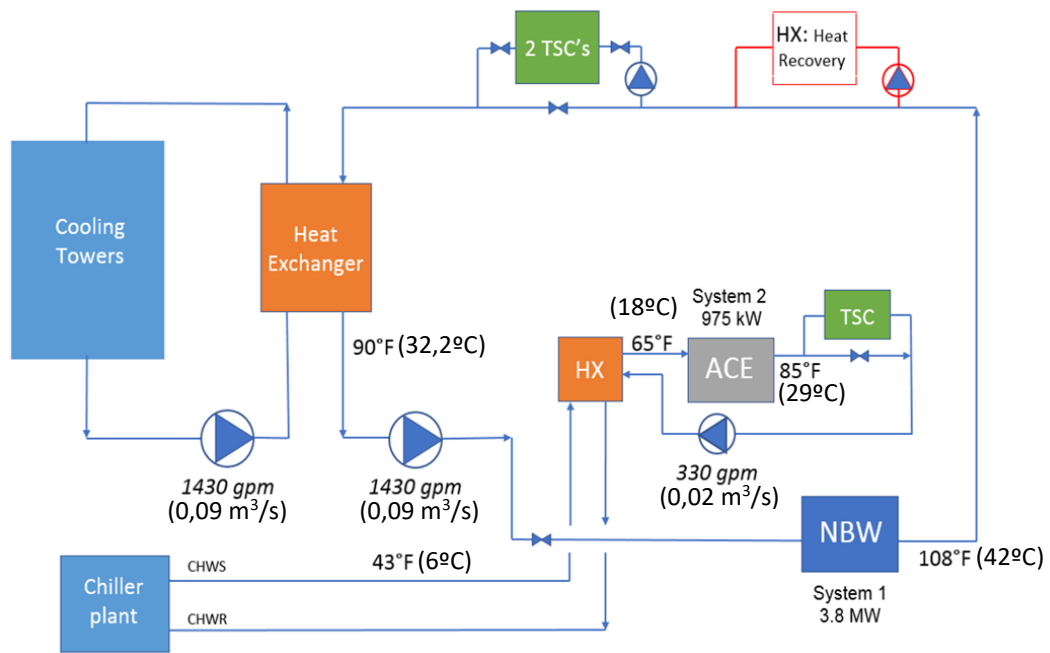 2 TSC's
HX: Heat
Recovery
Cooling
Towers
Heat
Exchanger
System 2
975 kW
(18ºC)
65°F
TSC
90°F (32,2ºC)
HX
ACE
85°F
(29ºC)
1430 gpm
(0,09 m³/s)
1430 gpm
(0,09 m³/s)
330 gpm
(0,02 m³/s)
NBW
108°F (42ºC)
System 1
3.8 MW
43°F (6ºC)
CHWS
Chiller
plant
CHWR